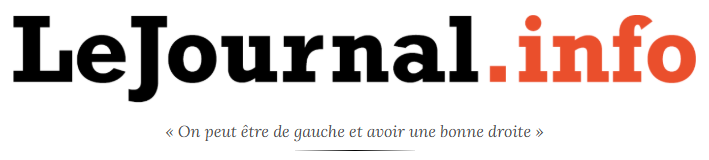 LeJournal.info
« On peut être de gauche et avoir une bonne droite »